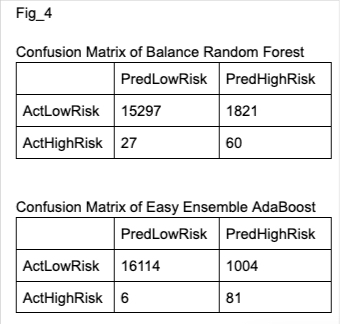 Fig_4
Confusion Matrix of Balance Random Forest
PredLowRisk PredHighRisk
ActLowRisk 15297 1821
ActHighRisk 27 60
Confusion Matrix of Easy Ensemble AdaBoost
PredLowRisk PredHighRisk
ActLowRisk 16114 1004
ActHighRisk 6 81